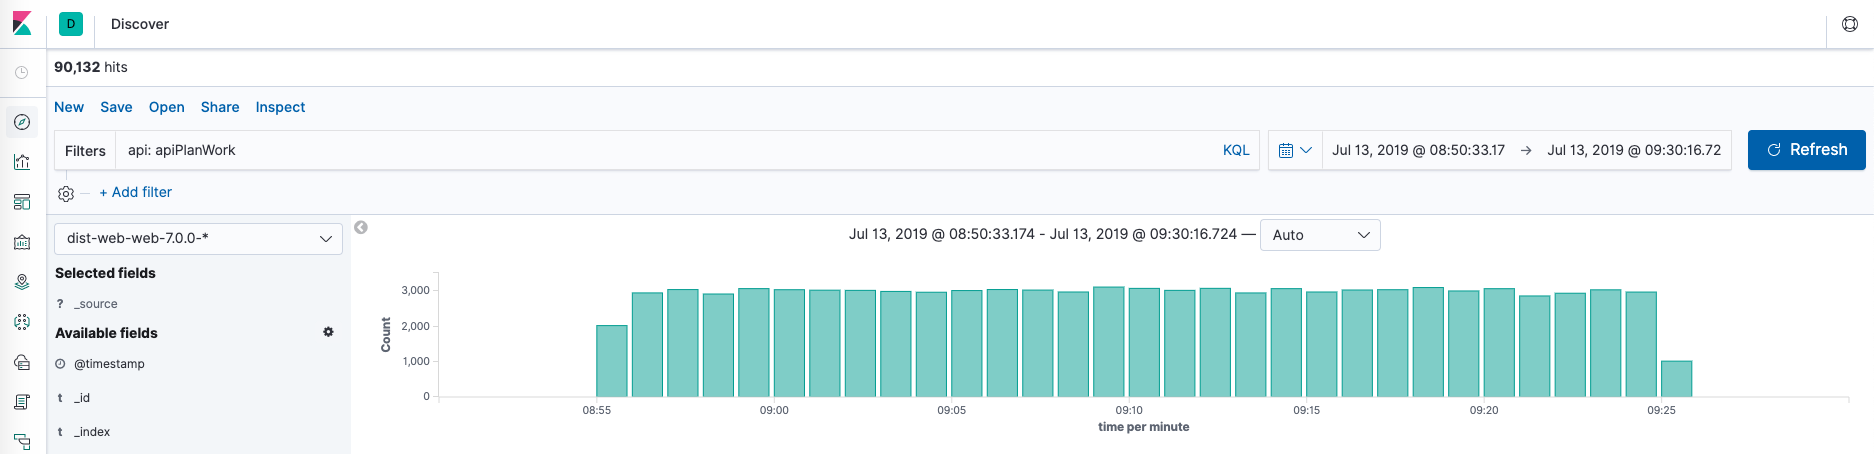 D Discover
90,132 hits
New Save Open Share Inspect
Filters api: apiPlanWork KQL Jul 13, 2019 @ 08:50:33.17 → Jul 13, 2019 @ 09:30:16.72 Refresh
+ Add filter
dist-web-web-7.0.0-*
Selected fields
? _source
Available fields
@timestamp
t _id
t _index
Jul 13, 2019 @ 08:50:33.174 - Jul 13, 2019 @ 09:30:16.724 — Auto
Count
3,000
2,000
1,000
0
08:55 09:00 09:05 09:10 09:15 09:20 09:25
time per minute